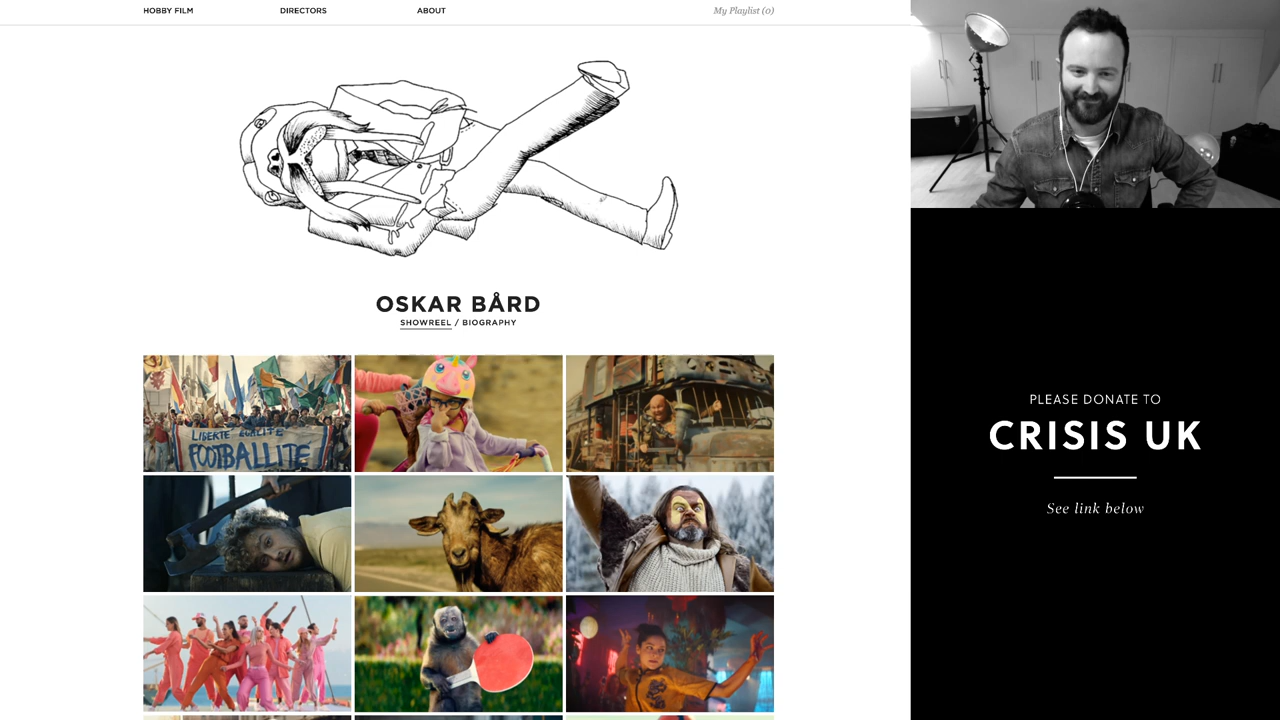 HOBBY FILM
DIRECTORS
ABOUT
My Playlist (0)
OSKAR BÅRD
SHOWREEL / BIOGRAPHY
LIBERTE EGALITE
FOOTBALLITE
PLEASE DONATE TO
CRISIS UK
See link below